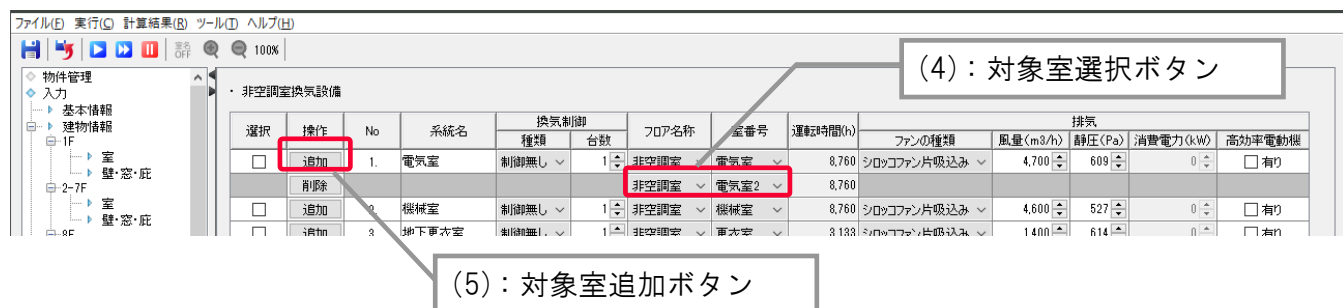 ファイル(F) 実行(C) 計算結果(R) ツール(T) ヘルプ(H)
室名 OFF 100%
(4)：対象室選択ボタン
物件管理
入力
基本情報
建物情報
1F
室
壁･窓･庇
2-7F
室
壁･窓･庇
8F
・ 非空調室換気設備
選択 操作 No 系統名 換気制御 フロア名称 室番号 運転時間(h) 排気
種類 台数 ファンの種類 風量(m3/h) 静圧(Pa) 消費電力(kW) 高効率電動機
追加 1. 電気室 制御無し 1 非空調室 電気室 8,760 シロッコファン片吸込み 4,700 609 0 有り
削除 非空調室 電気室2 8,760
追加 2. 機械室 制御無し 1 非空調室 機械室 8,760 シロッコファン片吸込み 4,600 527 0 有り
追加 3. 地下更衣室 制御無し 1 非空調室 更衣室 3,133 シロッコファン片吸込み 1,400 614 0 有り
(5)：対象室追加ボタン